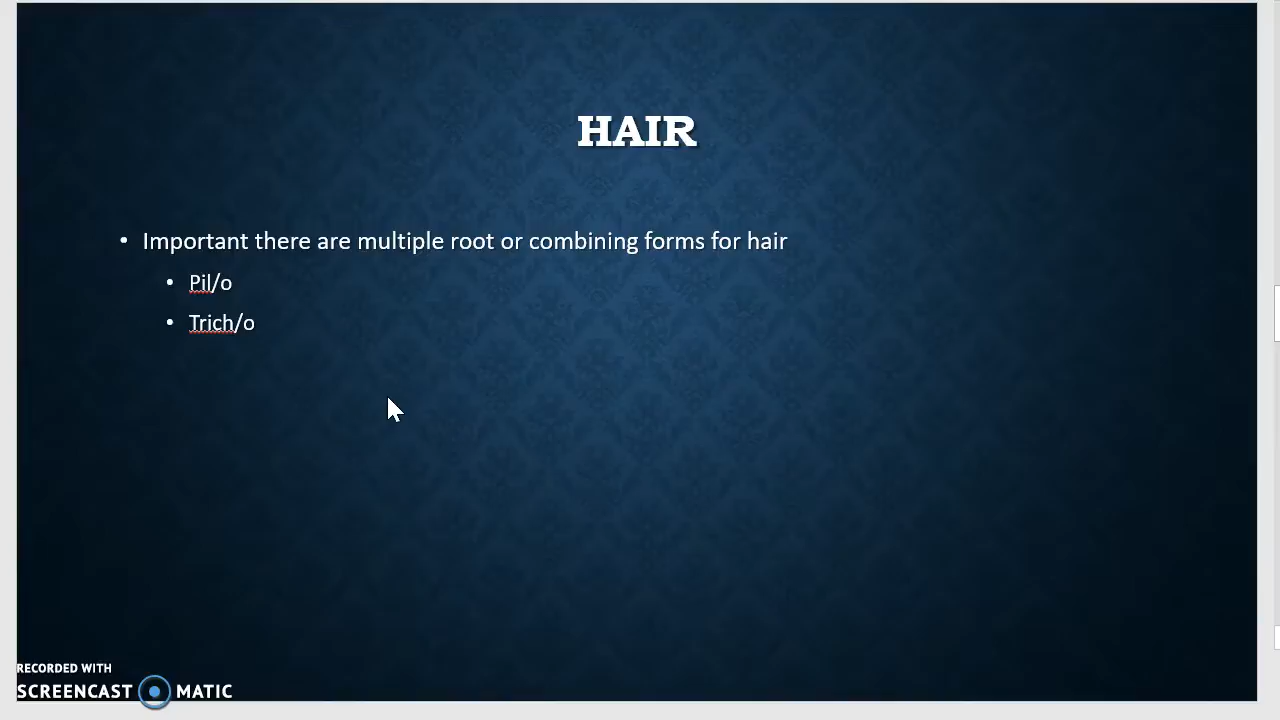 HAIR
• Important there are multiple root or combining forms for hair
• Pil/o
• Trich/o
RECORDED WITH
SCREENCAST MATIC